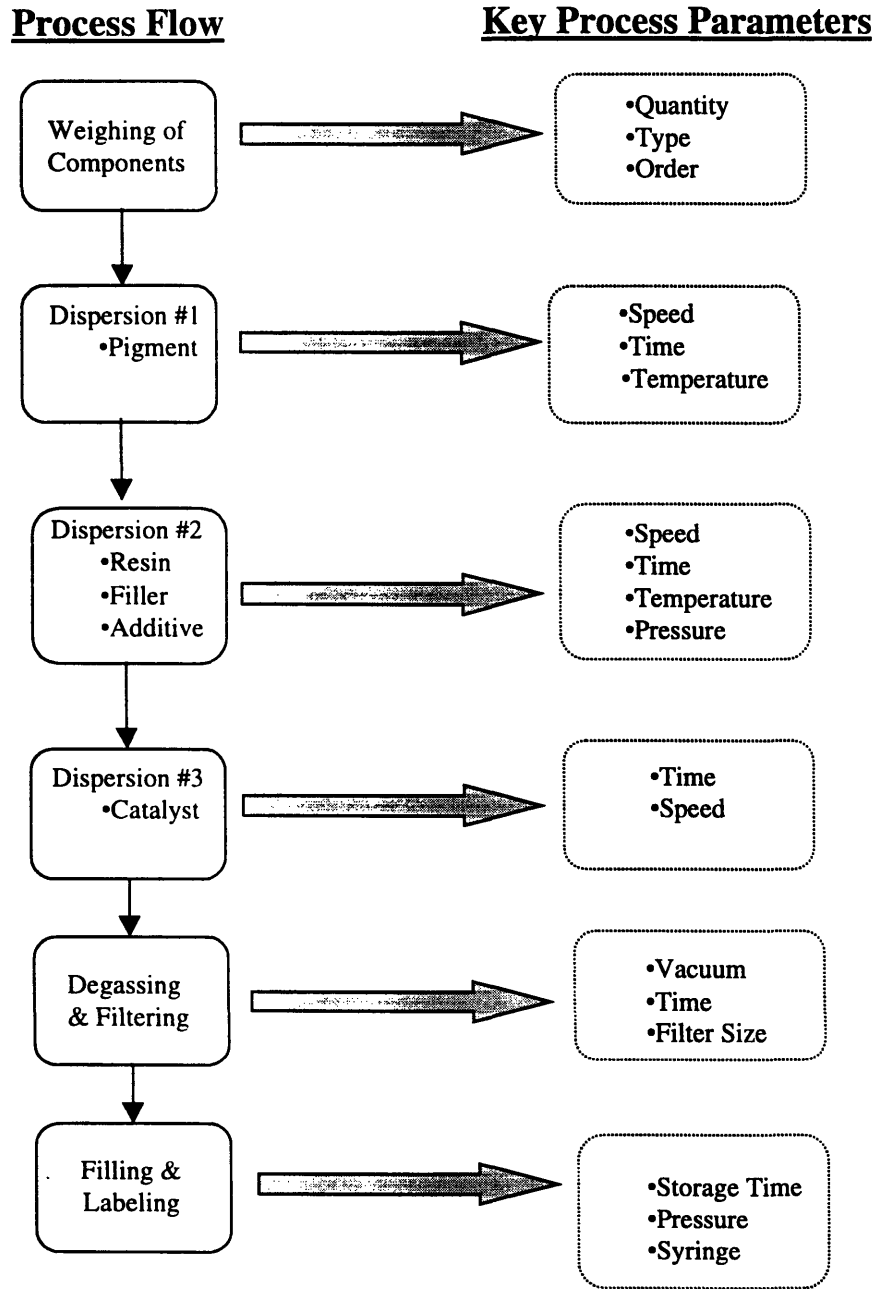 Process Flow
Key Process Parameters
Weighing of
Components
•Quantity
•Type
•Order
Dispersion #1
•Pigment
•Speed
•Time
•Temperature
Dispersion #2
•Resin
•Filler
•Additive
•Speed
•Time
•Temperature
•Pressure
Dispersion #3
•Catalyst
•Time
•Speed
Degassing
& Filtering
•Vacuum
•Time
•Filter Size
Filling &
Labeling
•Storage Time
•Pressure
•Syringe